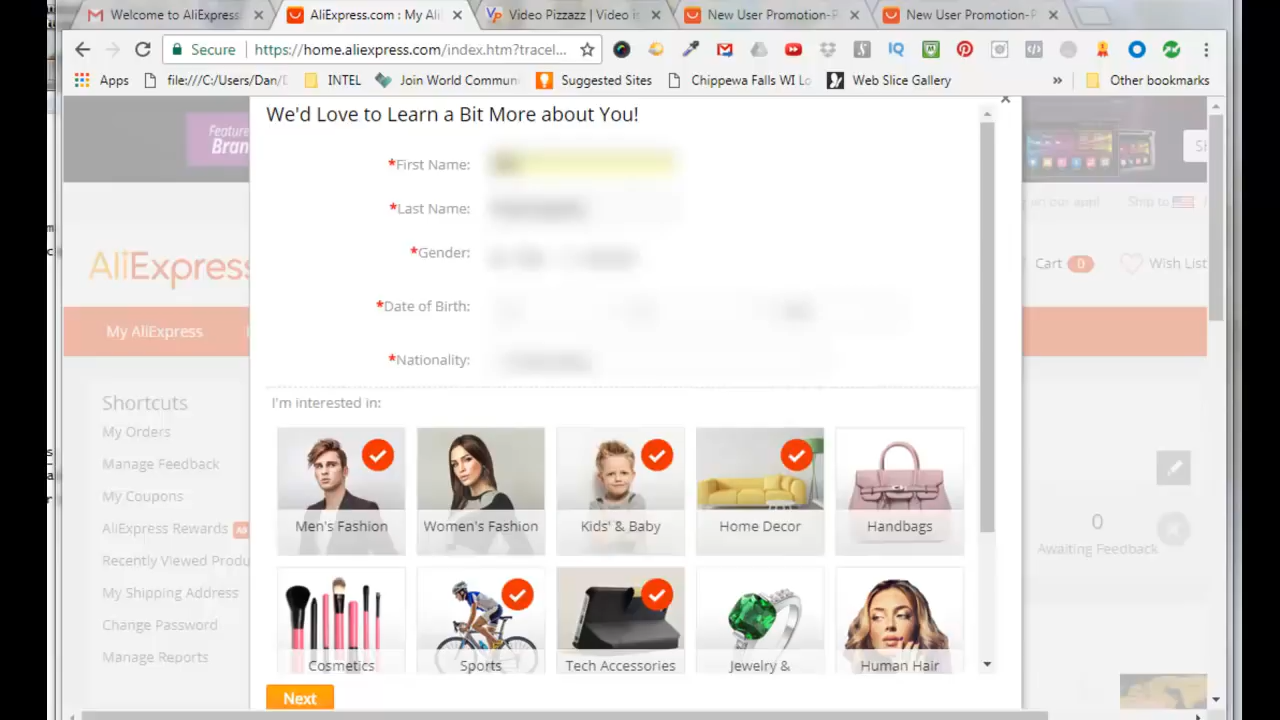 Welcome to AliExpress
AliExpress.com : My Ali
Video Pizzazz | Video in
New User Promotion-P
New User Promotion-P
Secure
https://home.aliexpress.com/index.htm?tracel...
Apps
file:///C:/Users/Dan/D
INTEL
Join World Commun
Suggested Sites
Chippewa Falls WI Lo
Web Slice Gallery
»
Other bookmarks
We'd Love to Learn a Bit More about You!
Feature
Bran
*First Name:
*Last Name:
Ship to
*Gender:
AliExpress
Cart 0
Wish List
*Date of Birth:
My AliExpress
*Nationality:
Shortcuts
I'm interested in:
My Orders
Manage Feedback
My Coupons
AliExpress Rewards
Recently Viewed Produ
My Shipping Address
Change Password
Manage Reports
Men's Fashion
Women's Fashion
Kids' & Baby
Home Decor
Handbags
0
Awaiting Feedback
Cosmetics
Sports
Tech Accessories
Jewelry &
Human Hair
Next